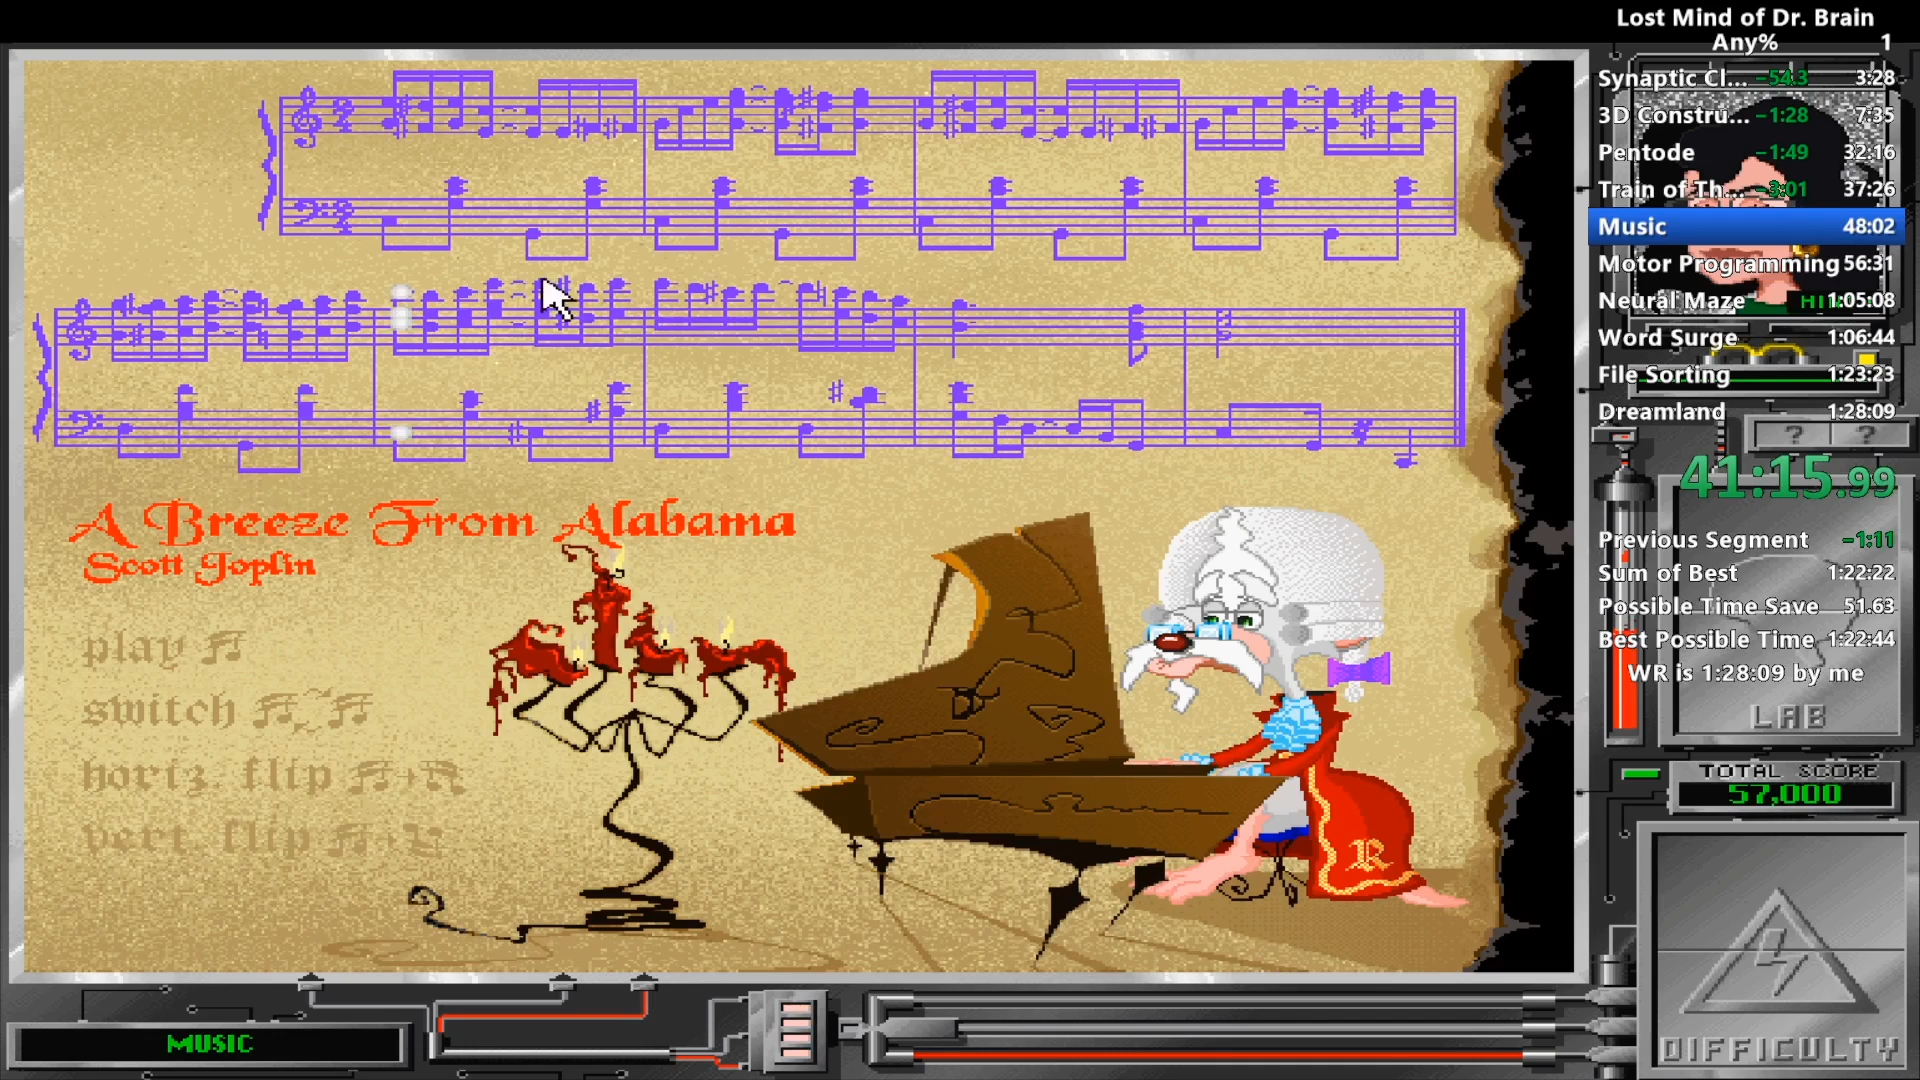 Lost Mind of Dr. Brain
Any% 1
Synaptic Cl... -54.3 3:28
3D Constru... -1:28 7:35
Pentode -1:49 32:16
Train of Th... -3:01 37:26
Music 48:02
Motor Programming 56:31
Neural Maze 1:05:08
Word Surge 1:06:44
File Sorting 1:23:23
Dreamland 1:28:09
? ?
41:15.99
Previous Segment -1:11
Sum of Best 1:22:22
Possible Time Save 51.63
Best Possible Time 1:22:44
WR is 1:28:09 by me
LAB
TOTAL SCORE
57,000
DIFFICULTY
A Breeze From Alabama
Scott Joplin
play
switch
horiz. flip
vert. flip
R
MUSIC